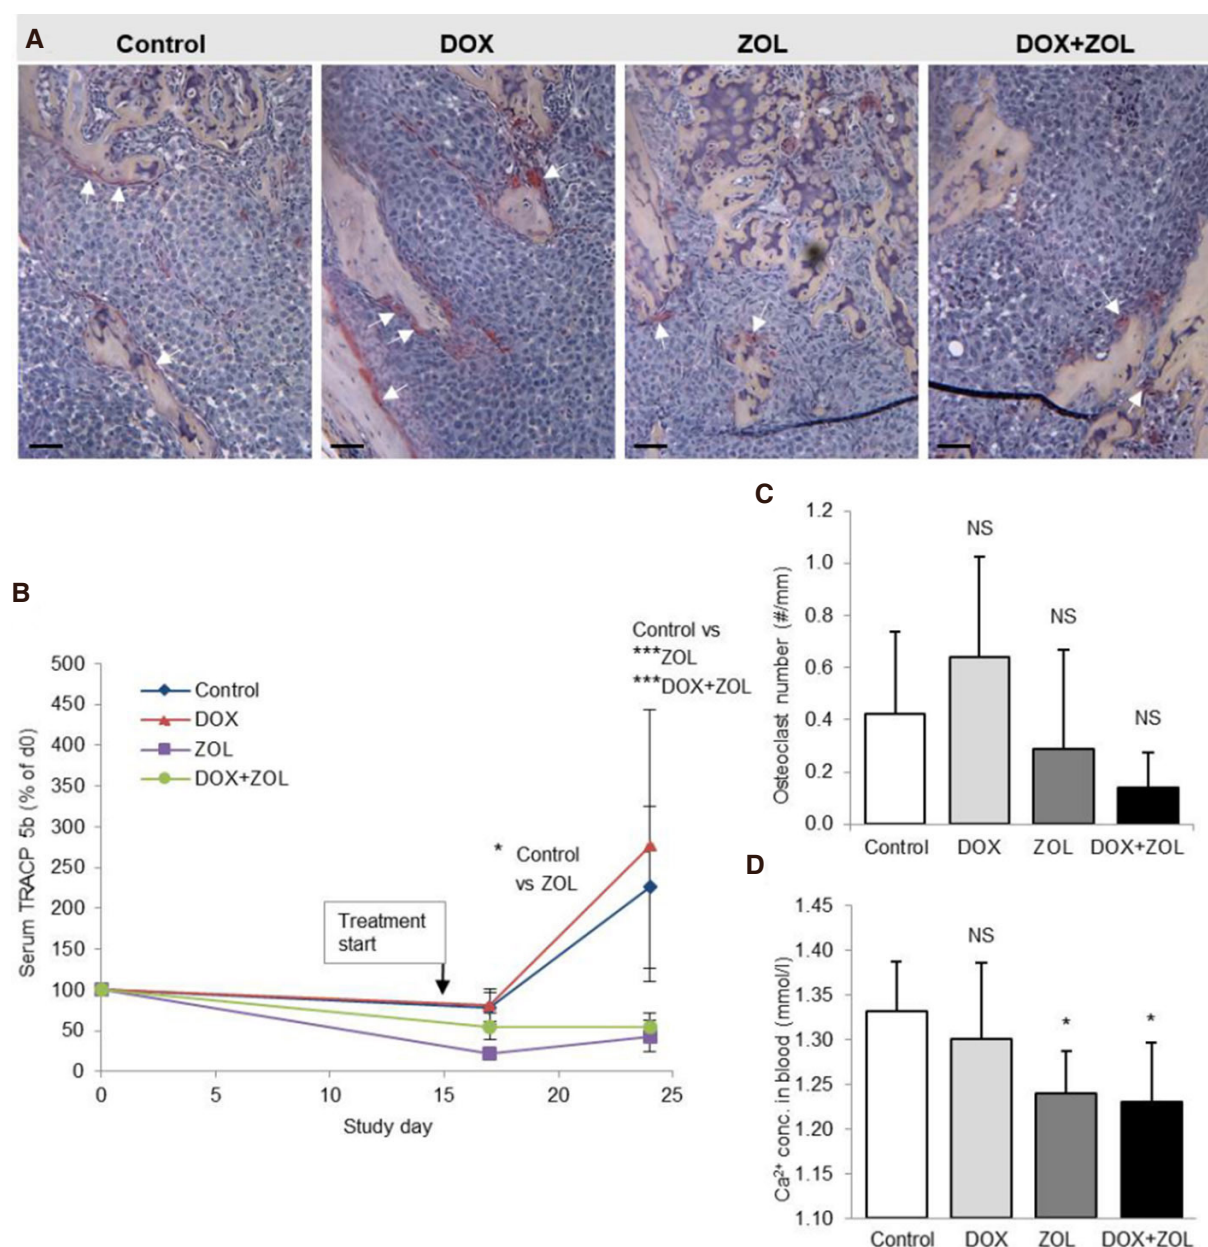 A
Control
DOX
ZOL
DOX+ZOL
B
Serum TRACP 5b (% of d0)
500
450
400
350
300
250
200
150
100
50
0
Control
DOX
ZOL
DOX+ZOL
Treatment
start
* Control
vs ZOL
Control vs
***ZOL
***DOX+ZOL
0
5
10
15
20
25
Study day
C
Osteoclast number (#/mm)
1.2
1.0
0.8
0.6
0.4
0.2
0.0
NS
NS
NS
Control
DOX
ZOL
DOX+ZOL
D
Ca²⁺ conc. in blood (mmol/l)
1.45
1.40
1.35
1.30
1.25
1.20
1.15
1.10
NS
*
*
Control
DOX
ZOL
DOX+ZOL